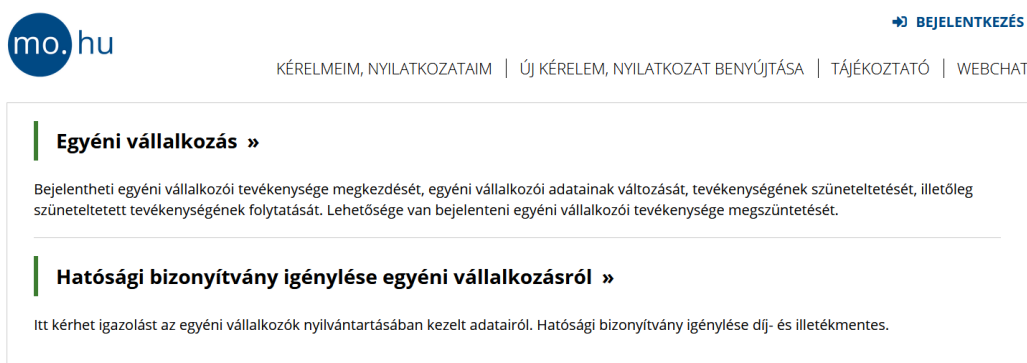 mo.hu
BEJELENTKEZÉS
KÉRELMEIM, NYILATKOZATAIM | ÚJ KÉRELEM, NYILATKOZAT BENYÚJTÁSA | TÁJÉKOZTATÓ | WEBCHAT
Egyéni vállalkozás »
Bejelentheti egyéni vállalkozói tevékenysége megkezdését, egyéni vállalkozói adatainak változását, tevékenységének szüneteltetését, illetőleg
szüneteltetett tevékenységének folytatását. Lehetősége van bejelenteni egyéni vállalkozói tevékenysége megszüntetését.
Hatósági bizonyítvány igénylése egyéni vállalkozásról »
Itt kérhet igazolást az egyéni vállalkozók nyilvántartásában kezelt adatairól. Hatósági bizonyítvány igénylése díj- és illetékmentes.